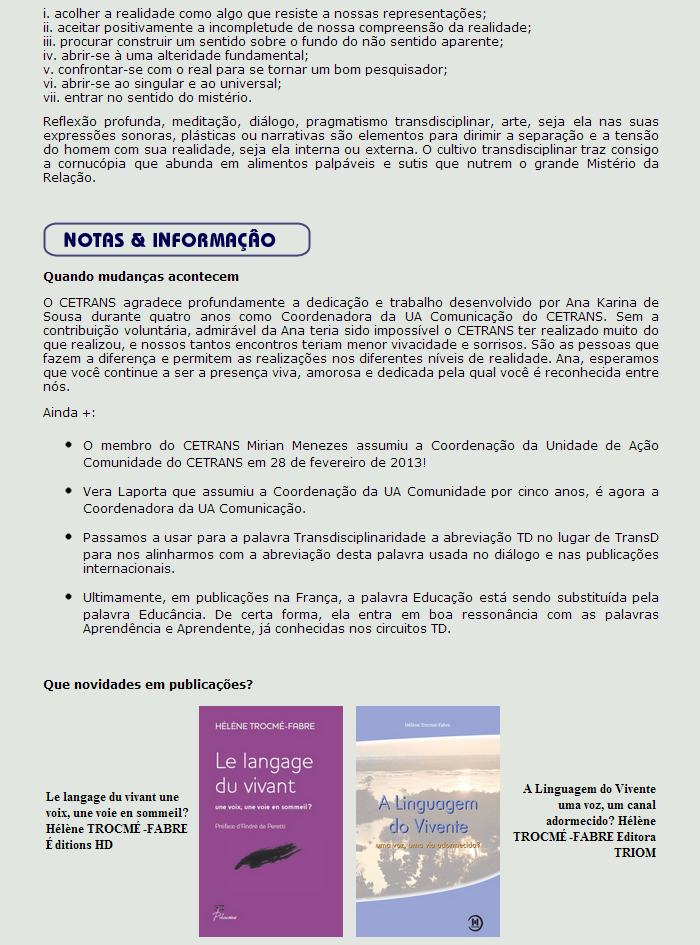 i. acolher a realidade como algo que resiste a nossas representações;
ii. aceitar positivamente a incompletude de nossa compreensão da realidade;
iii. procurar construir um sentido sobre o fundo do não sentido aparente;
iv. abrir-se à uma alteridade fundamental;
v. confrontar-se com o real para se tornar um bom pesquisador;
vi. abrir-se ao singular e ao universal;
vii. entrar no sentido do mistério.
Reflexão profunda, meditação, diálogo, pragmatismo transdisciplinar, arte, seja ela nas suas
expressões sonoras, plásticas ou narrativas são elementos para dirimir a separação e a tensão
do homem com sua realidade, seja ela interna ou externa. O cultivo transdisciplinar traz consigo
a cornucópia que abunda em alimentos palpáveis e sutis que nutrem o grande Mistério da
Relação.
NOTAS & INFORMAÇÂO
Quando mudanças acontecem
O CETRANS agradece profundamente a dedicação e trabalho desenvolvido por Ana Karina de
Sousa durante quatro anos como Coordenadora da UA Comunicação do CETRANS. Sem a
contribuição voluntária, admirável da Ana teria sido impossível o CETRANS ter realizado muito do
que realizou, e nossos tantos encontros teriam menor vivacidade e sorrisos. São as pessoas que
fazem a diferença e permitem as realizações nos diferentes níveis de realidade. Ana, esperamos
que você continue a ser a presença viva, amorosa e dedicada pela qual você é reconhecida entre
nós.
Ainda +:
O membro do CETRANS Mirian Menezes assumiu a Coordenação da Unidade de Ação
Comunidade do CETRANS em 28 de fevereiro de 2013!
Vera Laporta que assumiu a Coordenação da UA Comunidade por cinco anos, é agora a
Coordenadora da UA Comunicação.
Passamos a usar para a palavra Transdisciplinaridade a abreviação TD no lugar de TransD
para nos alinharmos com a abreviação desta palavra usada no diálogo e nas publicações
internacionais.
Ultimamente, em publicações na França, a palavra Educação está sendo substituída pela
palavra Educância. De certa forma, ela entra em boa ressonância com as palavras
Aprendência e Aprendente, já conhecidas nos circuitos TD.
Que novidades em publicações?
Le langage du vivant une
voix, une voie en sommeil?
Hélène TROCMÉ -FABRE
É ditions HD
HÉLÈNE TROCMÉ-FABRE
Le langage
du vivant
une voix, une voie en sommeil ?
Préface d'André de Peretti
Hélène Trocmé-Fabre
A Linguagem
do Vivente
uma voz, uma via adormecida?
A Linguagem do Vivente
uma voz, um canal
adormecido? Hélène
TROCMÉ -FABRE Editora
TRIOM